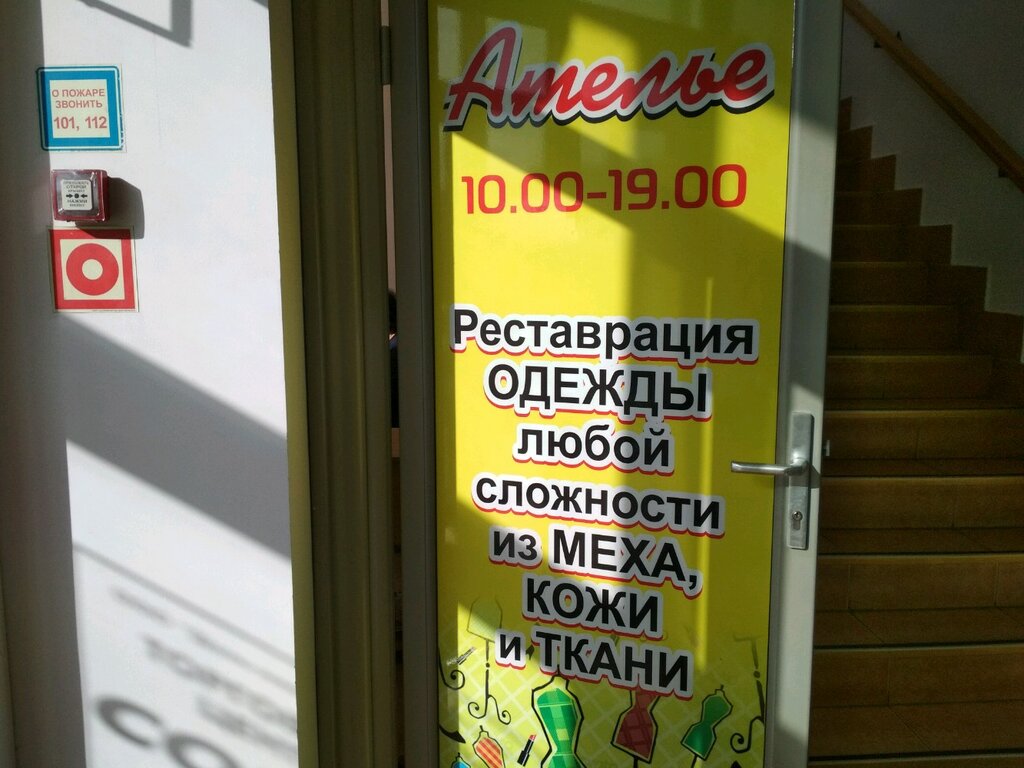 О ПОЖАРЕ
ЗВОНИТЬ
101, 112
Ателье
10.00-19.00
Реставрация
ОДЕЖДЫ
любой
сложности
из МЕХА,
КОЖИ
и ТКАНИ